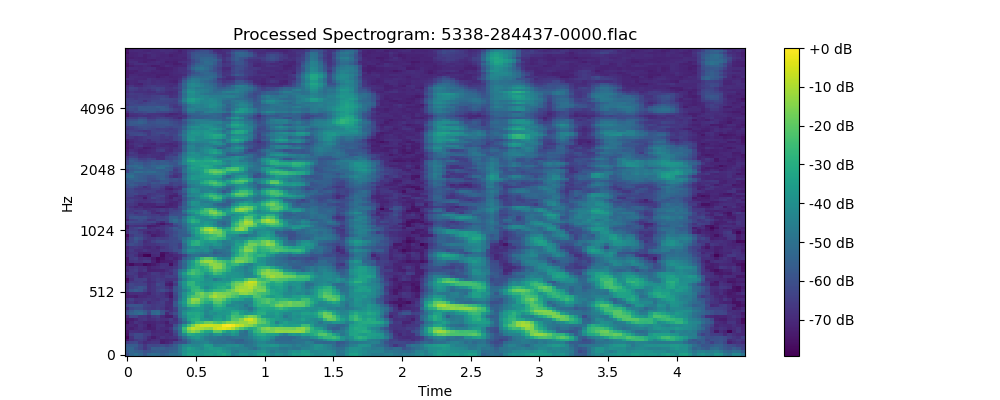 Processed Spectrogram: 5338-284437-0000.flac
Hz
4096
2048
1024
512
0
0
0.5
1
1.5
2
2.5
3
3.5
4
Time
+0 dB
-10 dB
-20 dB
-30 dB
-40 dB
-50 dB
-60 dB
-70 dB